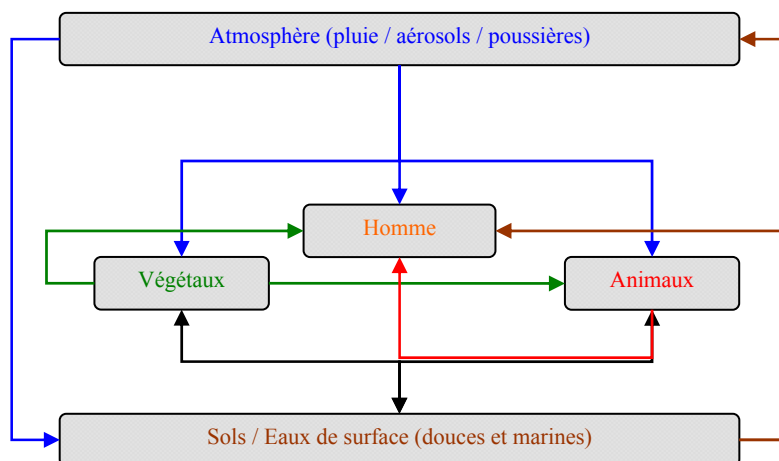 Atmosphère (pluie / aérosols / poussières)
Homme
Végétaux
Animaux
Sols / Eaux de surface (douces et marines)